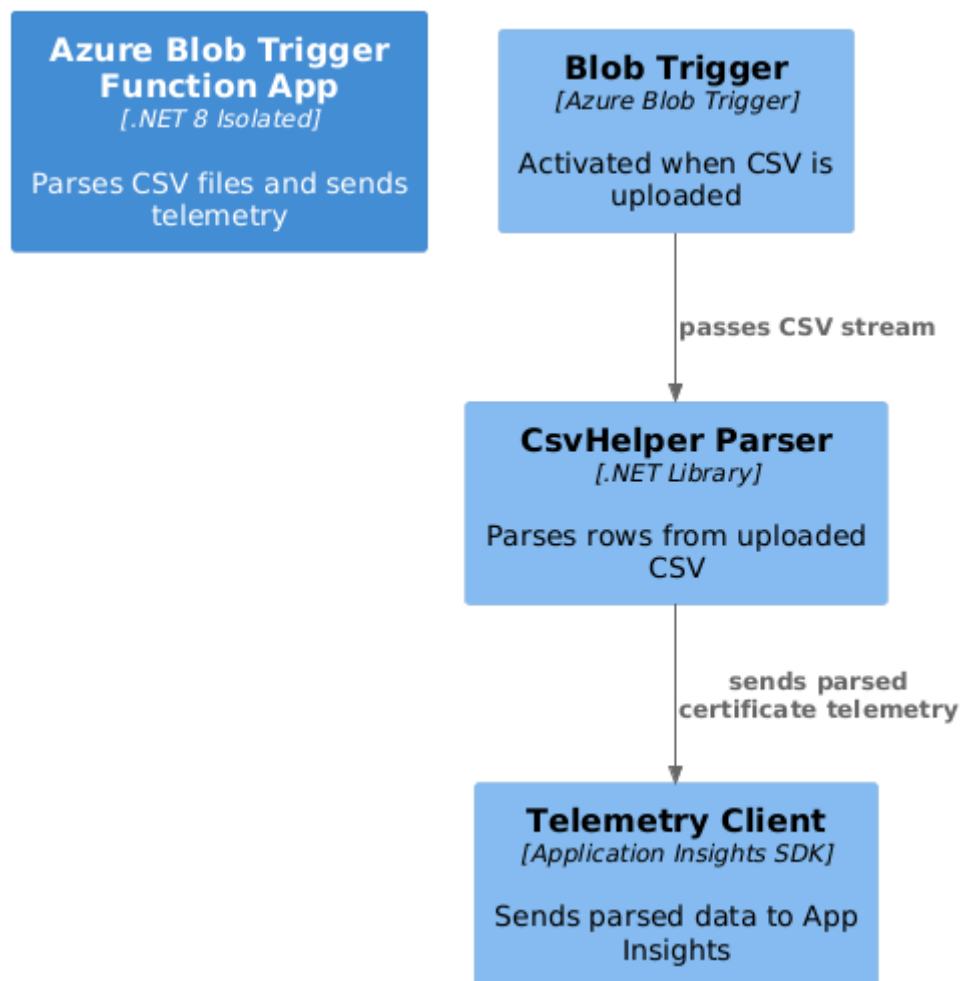 Azure Blob Trigger
Function App
[.NET 8 Isolated]
Parses CSV files and sends
telemetry
Blob Trigger
[Azure Blob Trigger]
Activated when CSV is
uploaded
passes CSV stream
CsvHelper Parser
[.NET Library]
Parses rows from uploaded
CSV
sends parsed
certificate telemetry
Telemetry Client
[Application Insights SDK]
Sends parsed data to App
Insights